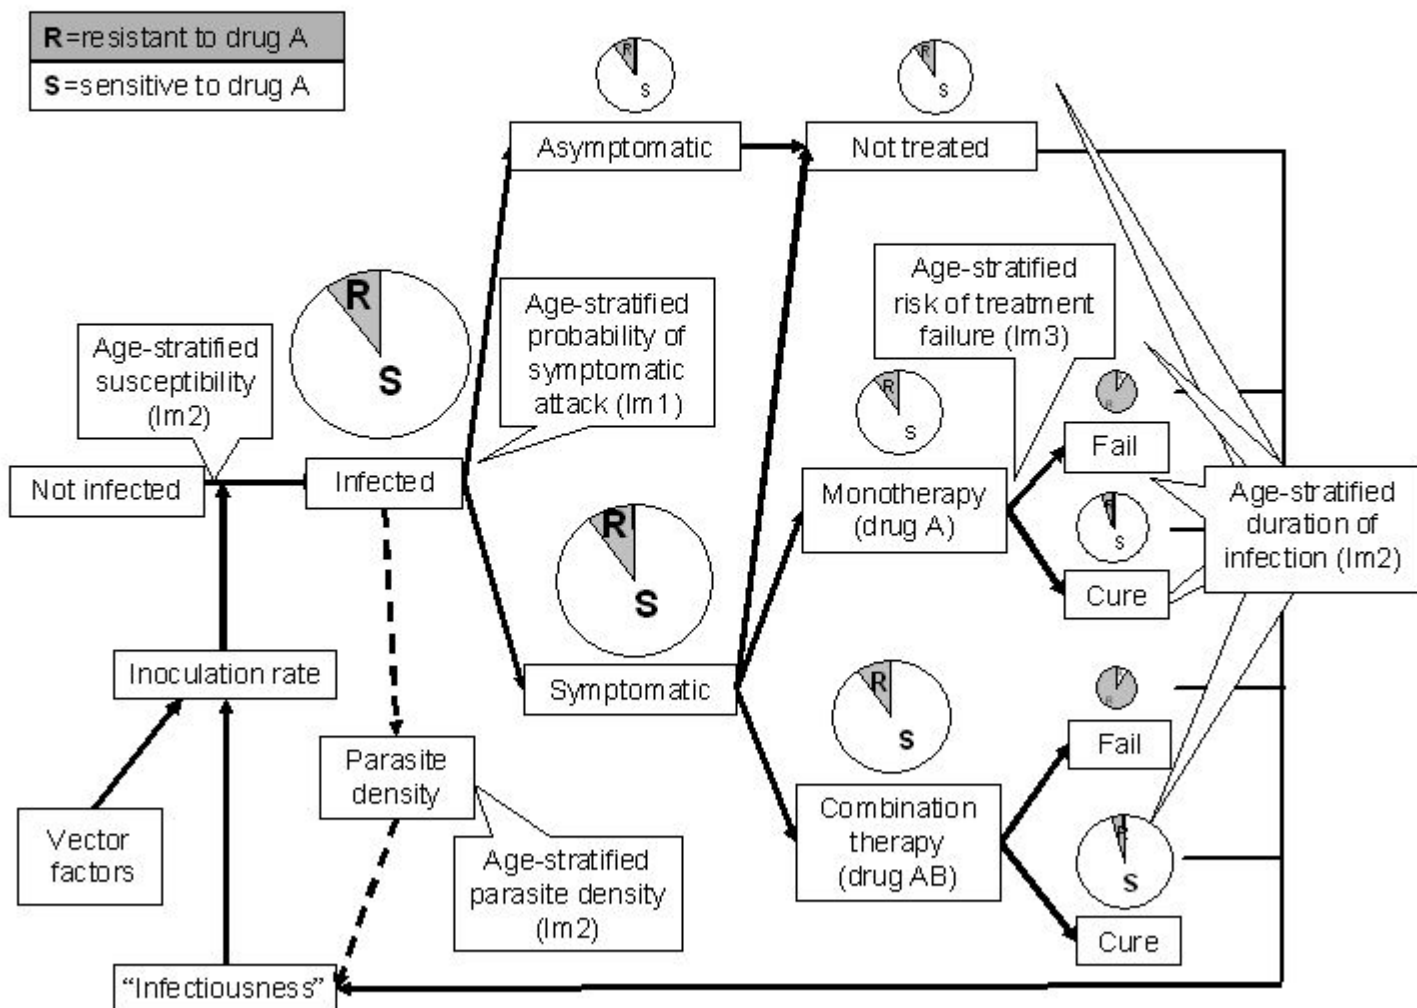 R=resistant to drug A
S=sensitive to drug A
R
S
Asymptomatic
R
S
Not treated
Age-stratified
susceptibility
(Im2)
R
S
Age-stratified
probability of
symptomatic
attack (Im1)
Age-stratified
risk of treatment
failure (Im3)
Not infected
Infected
R
S
Monotherapy
(drug A)
R
Fail
S
Cure
Age-stratified
duration of
infection (Im2)
R
S
Symptomatic
Inoculation rate
Vector
factors
Parasite
density
Age-stratified
parasite density
(Im2)
R
S
Combination
therapy
(drug AB)
R
Fail
S
Cure
“Infectiousness”